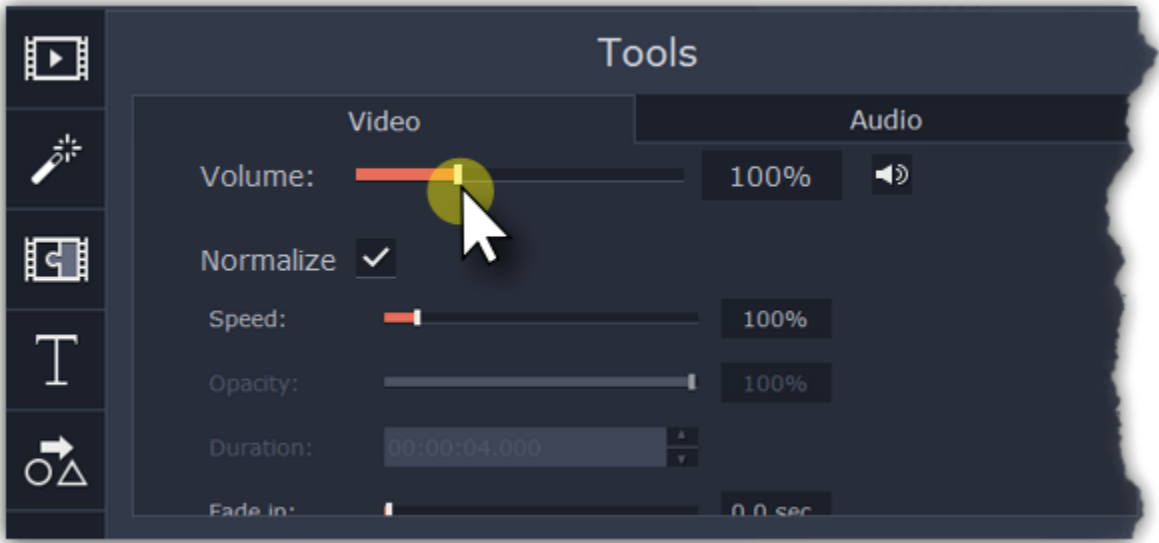 Tools
Video Audio
Volume: 100%
Normalize
Speed: 100%
Opacity: 100%
Duration: 00:00:04.000
Fade in: 0.0 sec
T